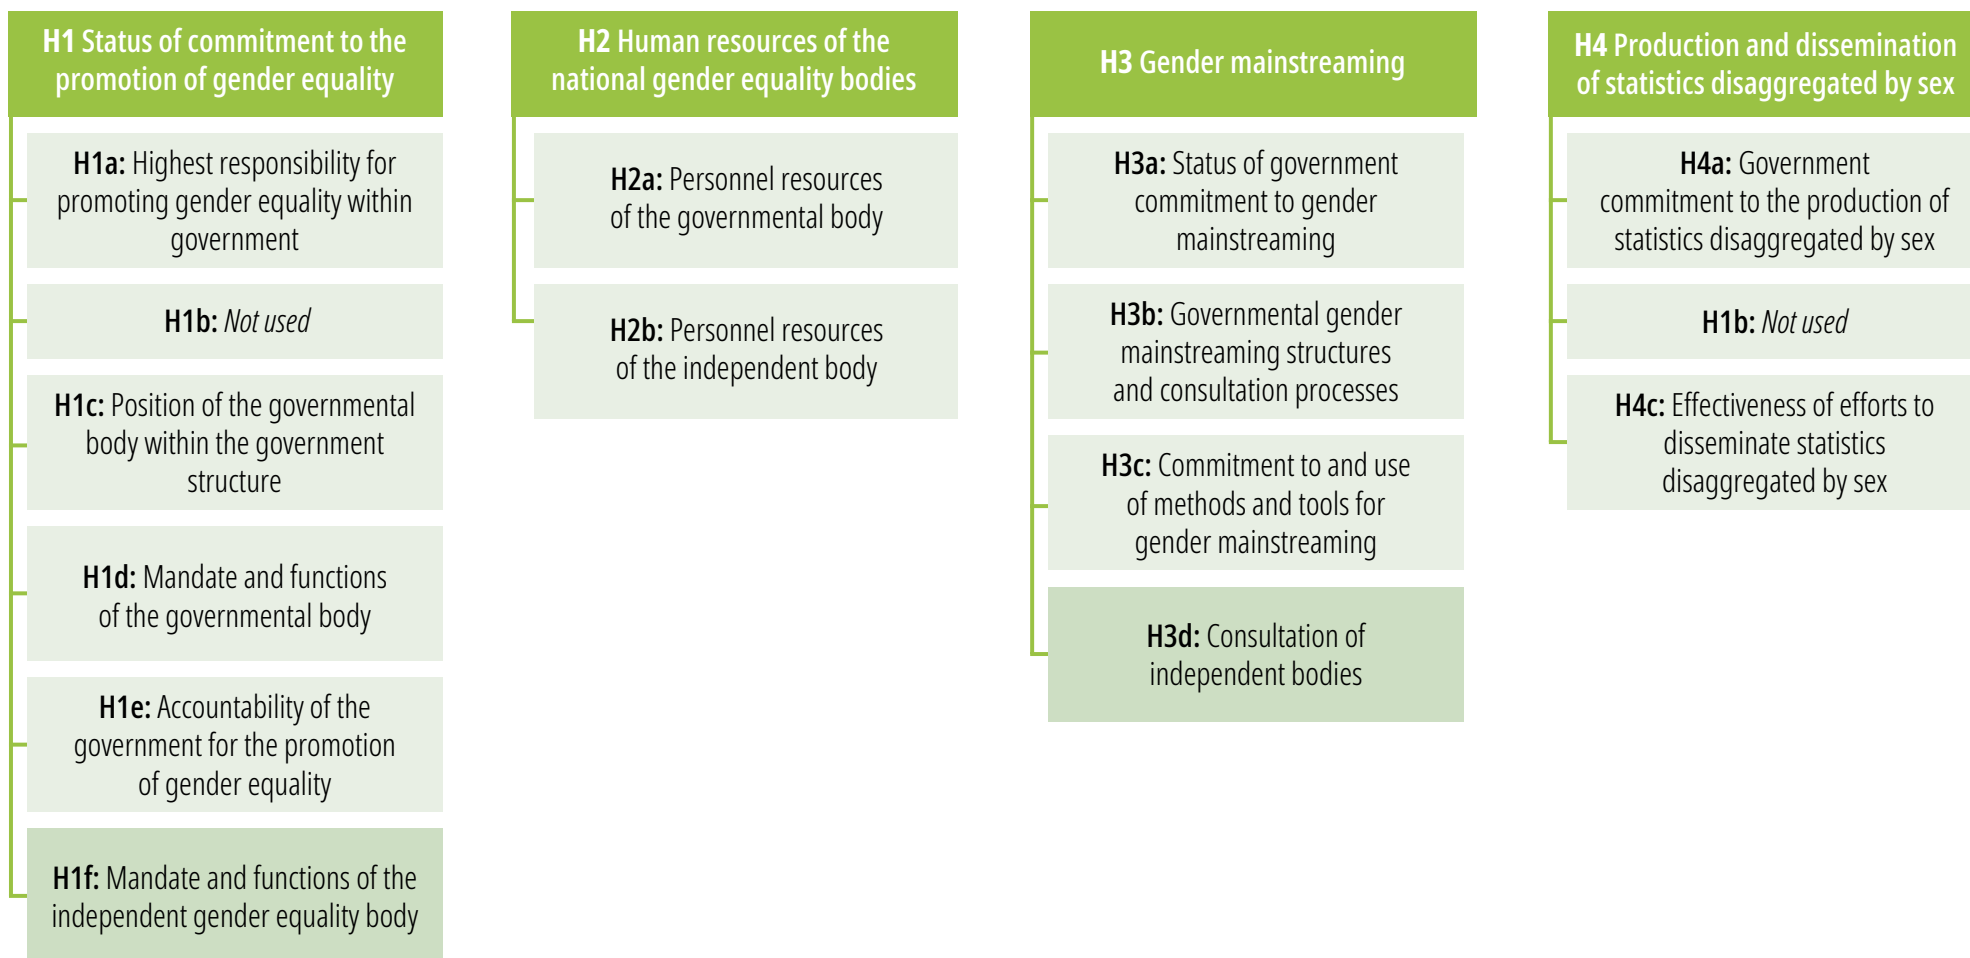 H1 Status of commitment to the
promotion of gender equality
H1a: Highest responsibility for
promoting gender equality within
government
H1b: Not used
H1c: Position of the governmental
body within the government
structure
H1d: Mandate and functions
of the governmental body
H1e: Accountability of the
government for the promotion
of gender equality
H1f: Mandate and functions of the
independent gender equality body
H2 Human resources of the
national gender equality bodies
H2a: Personnel resources
of the governmental body
H2b: Personnel resources
of the independent body
H3 Gender mainstreaming
H3a: Status of government
commitment to gender
mainstreaming
H3b: Governmental gender
mainstreaming structures
and consultation processes
H3c: Commitment to and use
of methods and tools for
gender mainstreaming
H3d: Consultation of
independent bodies
H4 Production and dissemination
of statistics disaggregated by sex
H4a: Government
commitment to the production of
statistics disaggregated by sex
H1b: Not used
H4c: Effectiveness of efforts to
disseminate statistics
disaggregated by sex